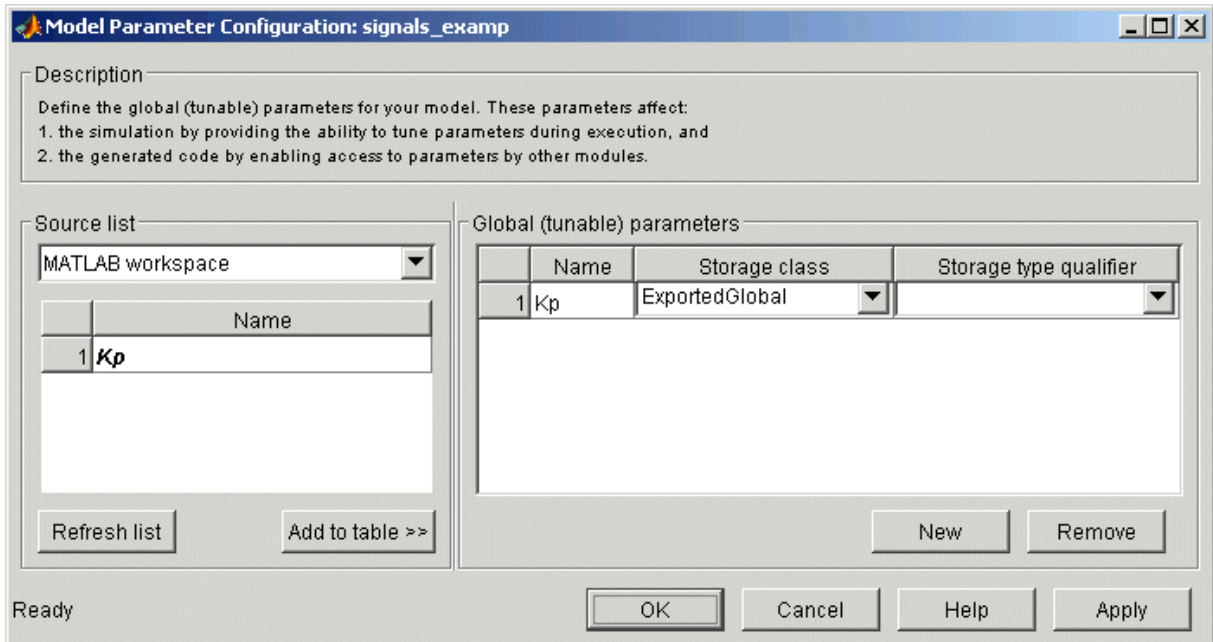 Model Parameter Configuration: signals_examp
Description
Define the global (tunable) parameters for your model. These parameters affect:
1. the simulation by providing the ability to tune parameters during execution, and
2. the generated code by enabling access to parameters by other modules.
Source list
MATLAB workspace
Name
1 Kp
Refresh list Add to table >>
Global (tunable) parameters
Name Storage class Storage type qualifier
1 Kp ExportedGlobal
New Remove
Ready OK Cancel Help Apply